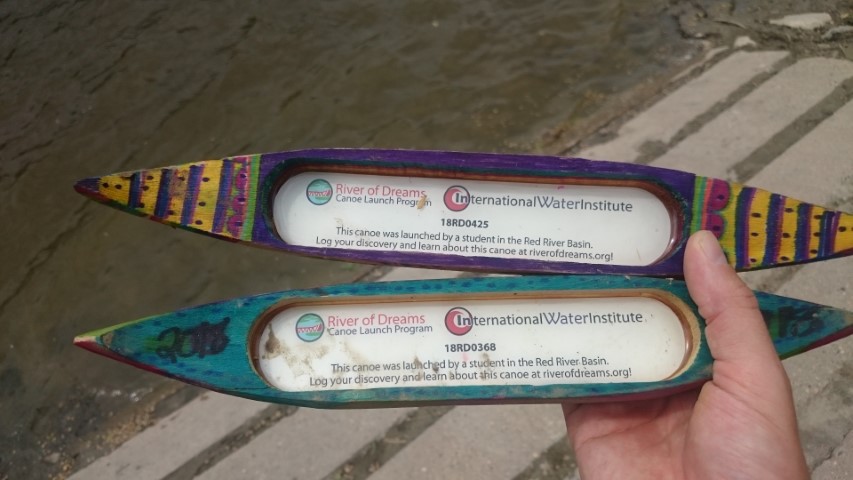 River of Dreams
Canoe Launch Program
InternationalWaterInstitute
18RD0425
This canoe was launched by a student in the Red River Basin.
Log your discovery and learn about this canoe at riverofdreams.org!
River of Dreams
Canoe Launch Program
InternationalWaterInstitute
18RD0368
This canoe was launched by a student in the Red River Basin.
Log your discovery and learn about this canoe at riverofdreams.org!